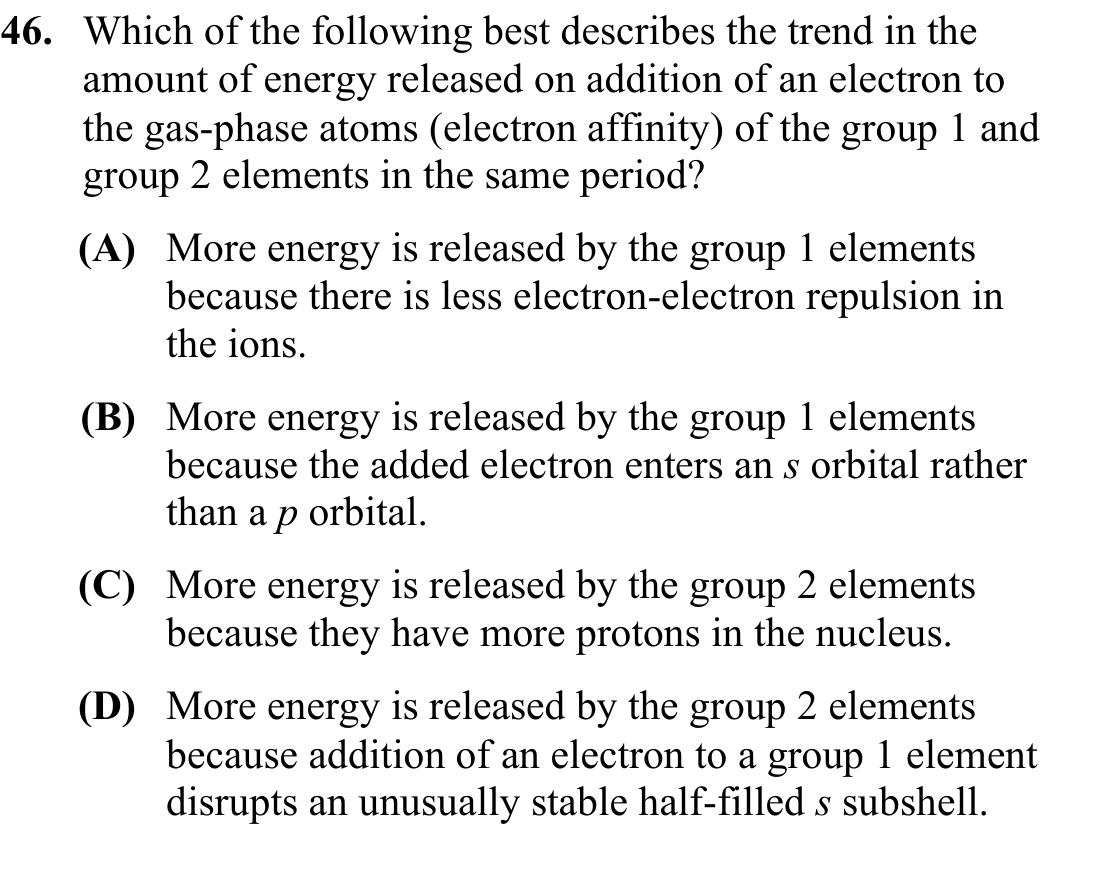 46. Which of the following best describes the trend in the
amount of energy released on addition of an electron to
the gas-phase atoms (electron affinity) of the group 1 and
group 2 elements in the same period?
(A) More energy is released by the group 1 elements
because there is less electron-electron repulsion in
the ions.
(B) More energy is released by the group 1 elements
because the added electron enters an s orbital rather
than a p orbital.
(C) More energy is released by the group 2 elements
because they have more protons in the nucleus.
(D) More energy is released by the group 2 elements
because addition of an electron to a group 1 element
disrupts an unusually stable half-filled s subshell.